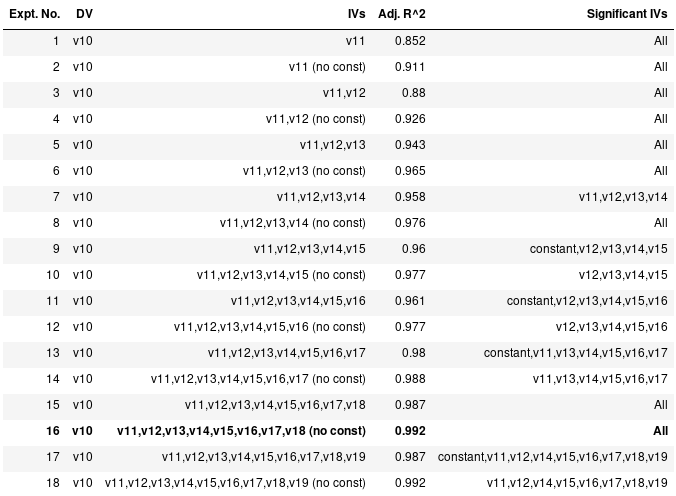 Expt. No. DV IVs Adj. R^2 Significant IVs
1 v10 v11 0.852 All
2 v10 v11 (no const) 0.911 All
3 v10 v11,v12 0.88 All
4 v10 v11,v12 (no const) 0.926 All
5 v10 v11,v12,v13 0.943 All
6 v10 v11,v12,v13 (no const) 0.965 All
7 v10 v11,v12,v13,v14 0.958 v11,v12,v13,v14
8 v10 v11,v12,v13,v14 (no const) 0.976 All
9 v10 v11,v12,v13,v14,v15 0.96 constant,v12,v13,v14,v15
10 v10 v11,v12,v13,v14,v15 (no const) 0.977 v12,v13,v14,v15
11 v10 v11,v12,v13,v14,v15,v16 0.961 constant,v12,v13,v14,v15,v16
12 v10 v11,v12,v13,v14,v15,v16 (no const) 0.977 v12,v13,v14,v15,v16
13 v10 v11,v12,v13,v14,v15,v16,v17 0.98 constant,v11,v13,v14,v15,v16,v17
14 v10 v11,v12,v13,v14,v15,v16,v17 (no const) 0.988 v11,v13,v14,v15,v16,v17
15 v10 v11,v12,v13,v14,v15,v16,v17,v18 0.987 All
16 v10 v11,v12,v13,v14,v15,v16,v17,v18 (no const) 0.992 All
17 v10 v11,v12,v13,v14,v15,v16,v17,v18,v19 0.987 constant,v11,v12,v14,v15,v16,v17,v18,v19
18 v10 v11,v12,v13,v14,v15,v16,v17,v18,v19 (no const) 0.992 v11,v12,v14,v15,v16,v17,v18,v19